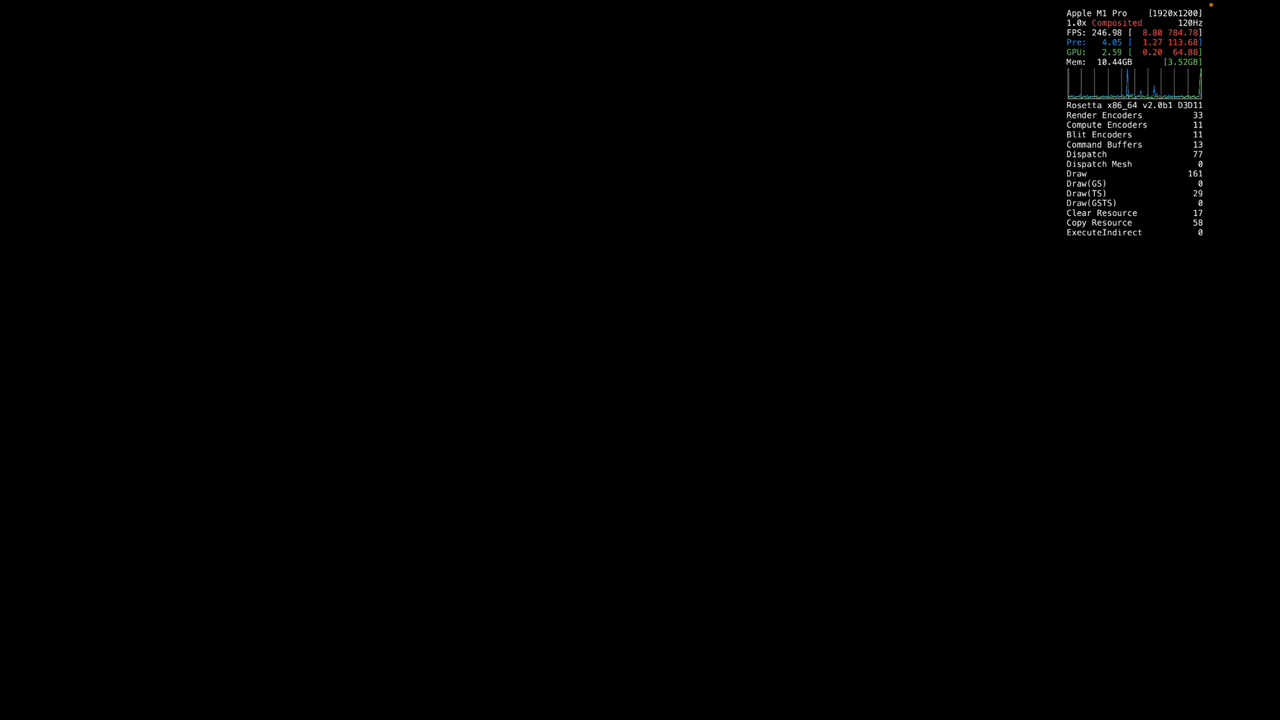 Apple M1 Pro [1920x1200]
1.0x Composited 120Hz
FPS: 246.98 [ 8.80 784.78]
Pre: 4.05 [ 1.27 113.68]
GPU: 2.59 [ 0.20 64.88]
Mem: 10.44GB [3.52GB]
Rosetta x86_64 v2.0b1 D3D11
Render Encoders 33
Compute Encoders 11
Blit Encoders 11
Command Buffers 13
Dispatch 77
Dispatch Mesh 0
Draw 161
Draw(GS) 0
Draw(TS) 29
Draw(GSTS) 0
Clear Resource 17
Copy Resource 58
ExecuteIndirect 0